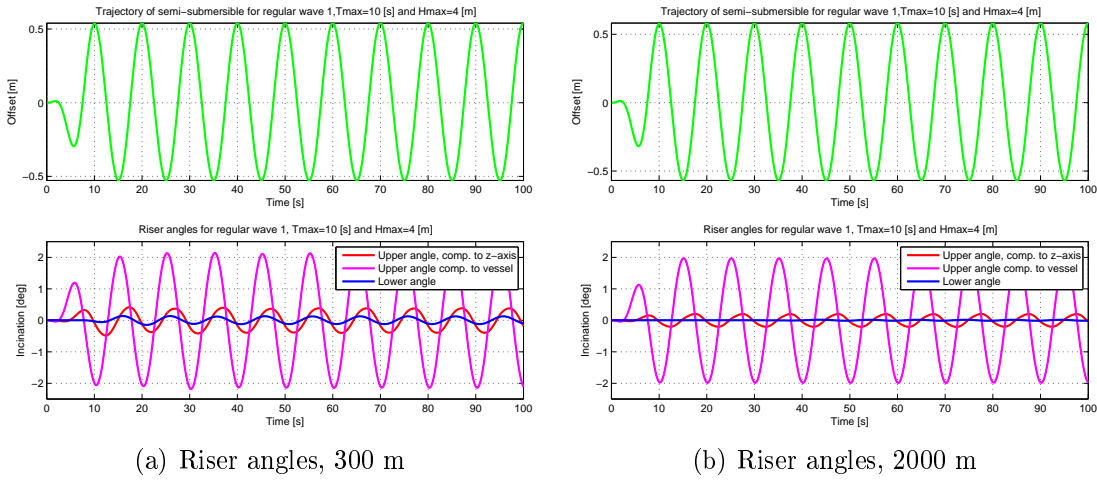 Trajectory of semi−submersible for regular wave 1,Tmax=10 [s] and Hmax=4 [m]
0.5
0
−0.5
Offset [m]
0 10 20 30 40 50 60 70 80 90 100
Time [s]
Riser angles for regular wave 1, Tmax=10 [s] and Hmax=4 [m]
2
1
0
−1
−2
Inclination [deg]
Upper angle, comp. to z−axis
Upper angle comp. to vessel
Lower angle
0 10 20 30 40 50 60 70 80 90 100
Time [s]
(a) Riser angles, 300 m
Trajectory of semi−submersible for regular wave 1,Tmax=10 [s] and Hmax=4 [m]
0.5
0
−0.5
Offset [m]
0 10 20 30 40 50 60 70 80 90 100
Time [s]
Riser angles for regular wave 1, Tmax=10 [s] and Hmax=4 [m]
2
1
0
−1
−2
Inclination [deg]
Upper angle, comp. to z−axis
Upper angle comp. to vessel
Lower angle
0 10 20 30 40 50 60 70 80 90 100
Time [s]
(b) Riser angles, 2000 m